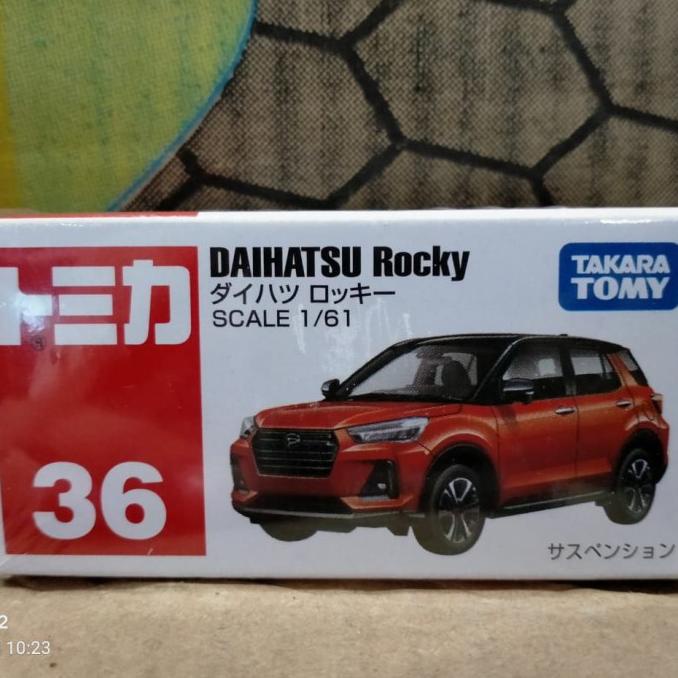 トミカ
®
36
DAIHATSU Rocky
ダイハツ ロッキー
SCALE 1/61
TAKARA
TOMY
サスペンション
2
10:23